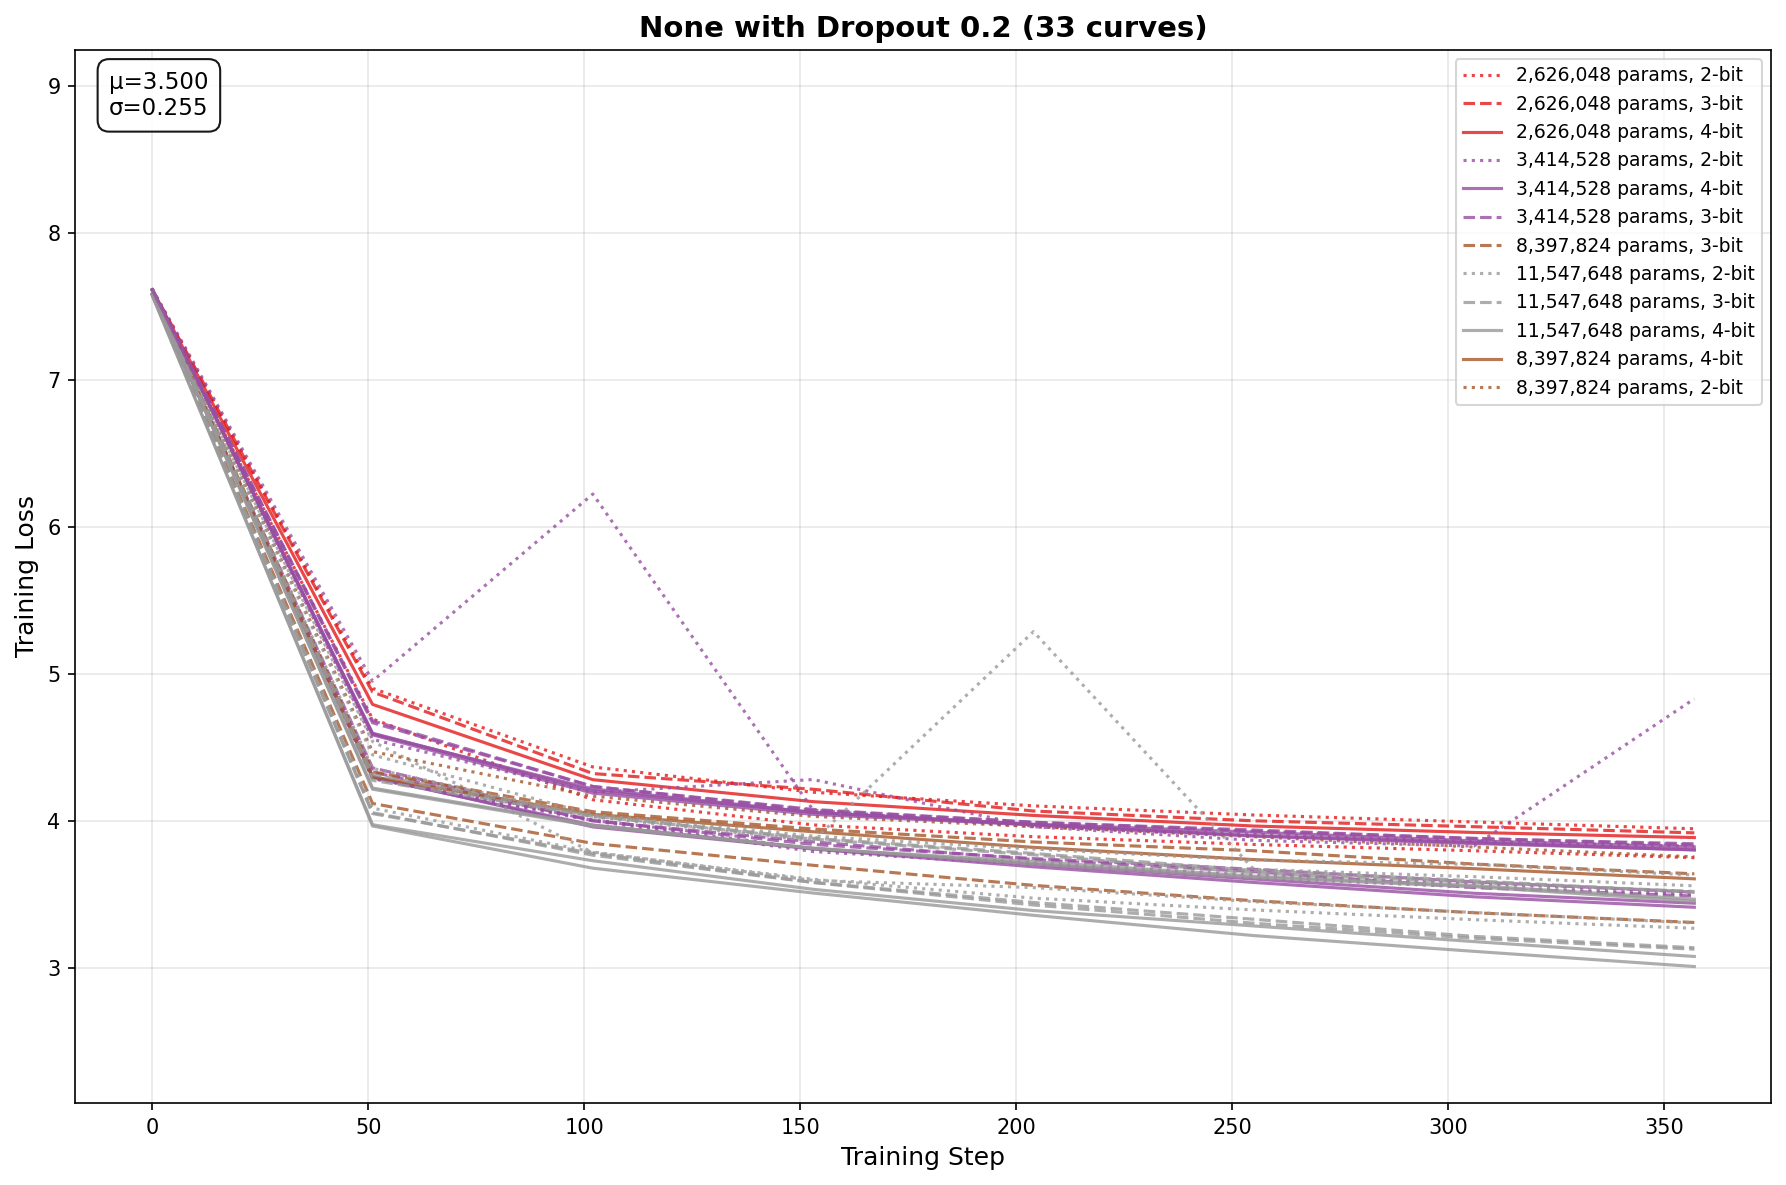 None with Dropout 0.2 (33 curves)
μ=3.500
σ=0.255
2,626,048 params, 2-bit
2,626,048 params, 3-bit
2,626,048 params, 4-bit
3,414,528 params, 2-bit
3,414,528 params, 4-bit
3,414,528 params, 3-bit
8,397,824 params, 3-bit
11,547,648 params, 2-bit
11,547,648 params, 3-bit
11,547,648 params, 4-bit
8,397,824 params, 4-bit
8,397,824 params, 2-bit
Training Loss
9
8
7
6
5
4
3
0 50 100 150 200 250 300 350
Training Step